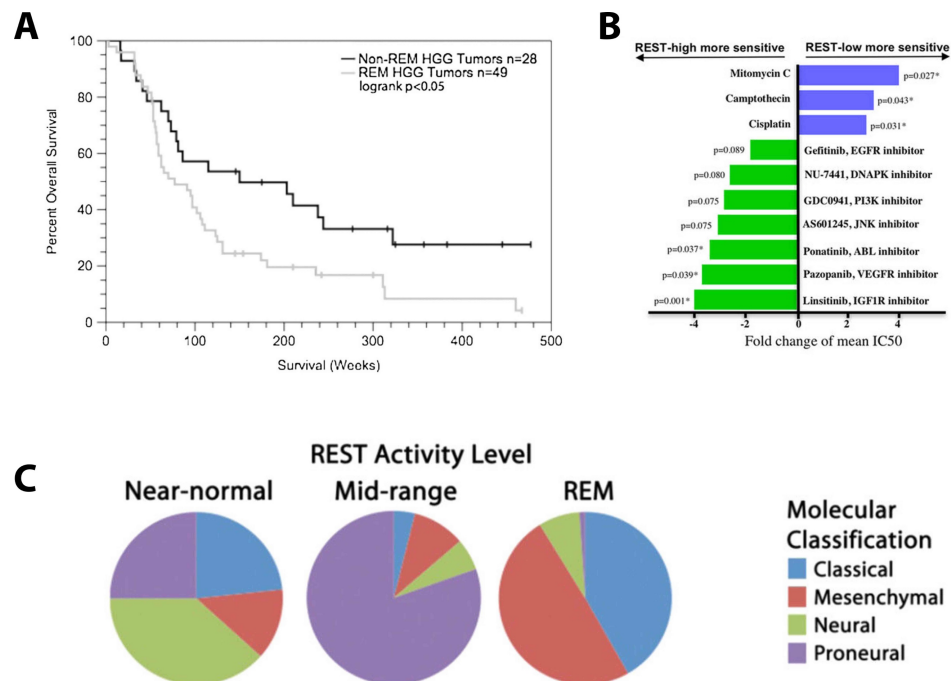 A
100
80
60
40
20
0
0
100
200
300
400
500
Percent Overall Survival
Survival (Weeks)
Non-REM HGG Tumors n=28
REM HGG Tumors n=49
logrank p<0.05
B
REST-high more sensitive
REST-low more sensitive
Mitomycin C
p=0.027*
Camptothecin
p=0.043*
Cisplatin
p=0.031*
p=0.089
Gefitinib, EGFR inhibitor
p=0.080
NU-7441, DNAPK inhibitor
p=0.075
GDC0941, PI3K inhibitor
p=0.075
AS601245, JNK inhibitor
p=0.037*
Ponatinib, ABL inhibitor
p=0.039*
Pazopanib, VEGFR inhibitor
p=0.001*
Linsitinib, IGF1R inhibitor
-4
-2
0
2
4
Fold change of mean IC50
C
REST Activity Level
Near-normal
Mid-range
REM
Molecular
Classification
Classical
Mesenchymal
Neural
Proneural